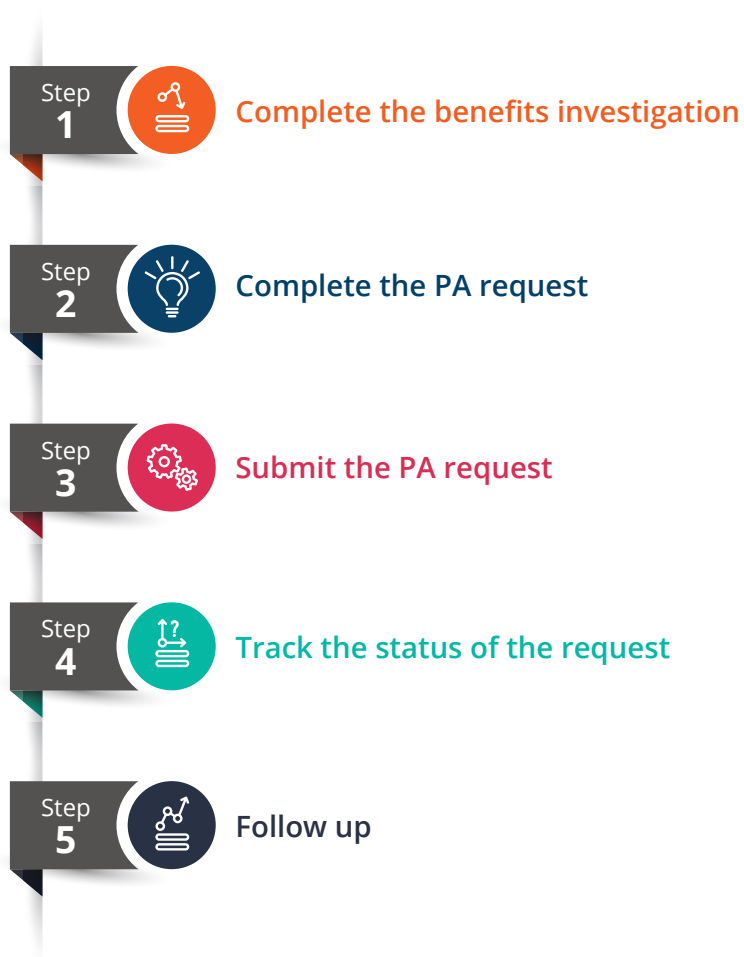 Step
1
Complete the benefits investigation
Step
2
Complete the PA request
Step
3
Submit the PA request
Step
4
?
Track the status of the request
Step
5
Follow up